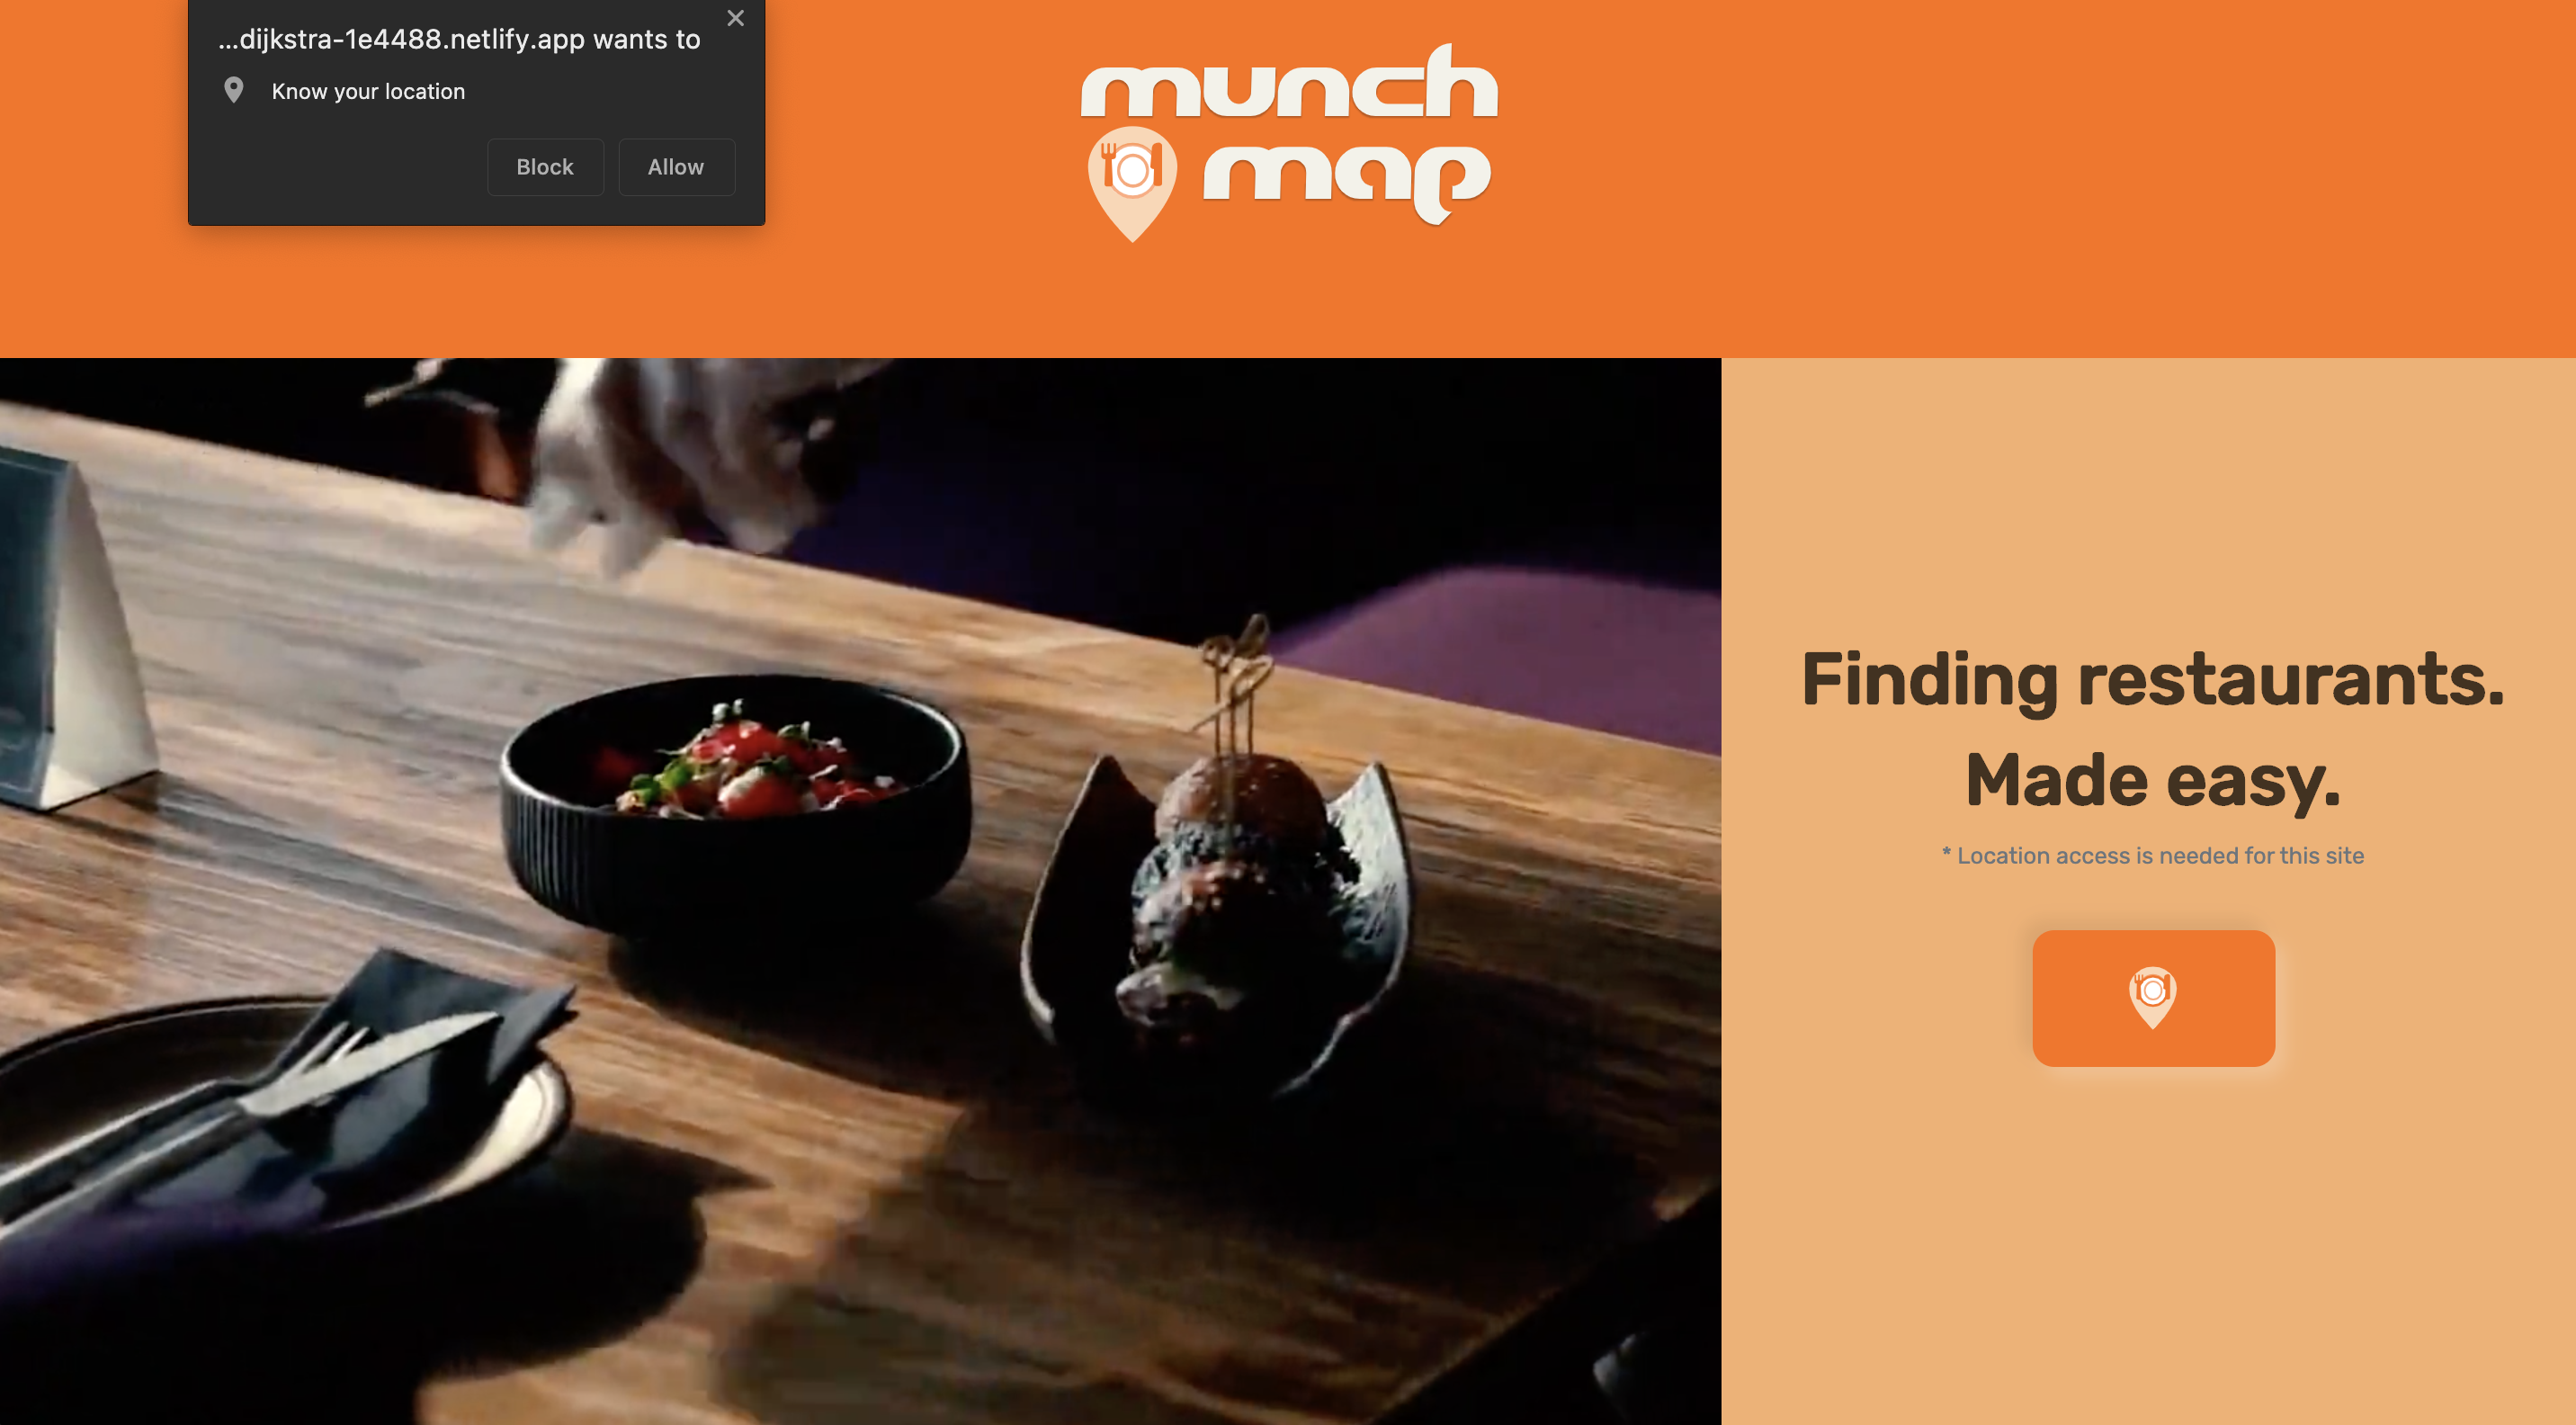 ...dijkstra-1e4488.netlify.app wants to
Know your location
Block
Allow
munch
map
Finding restaurants.
Made easy.
* Location access is needed for this site